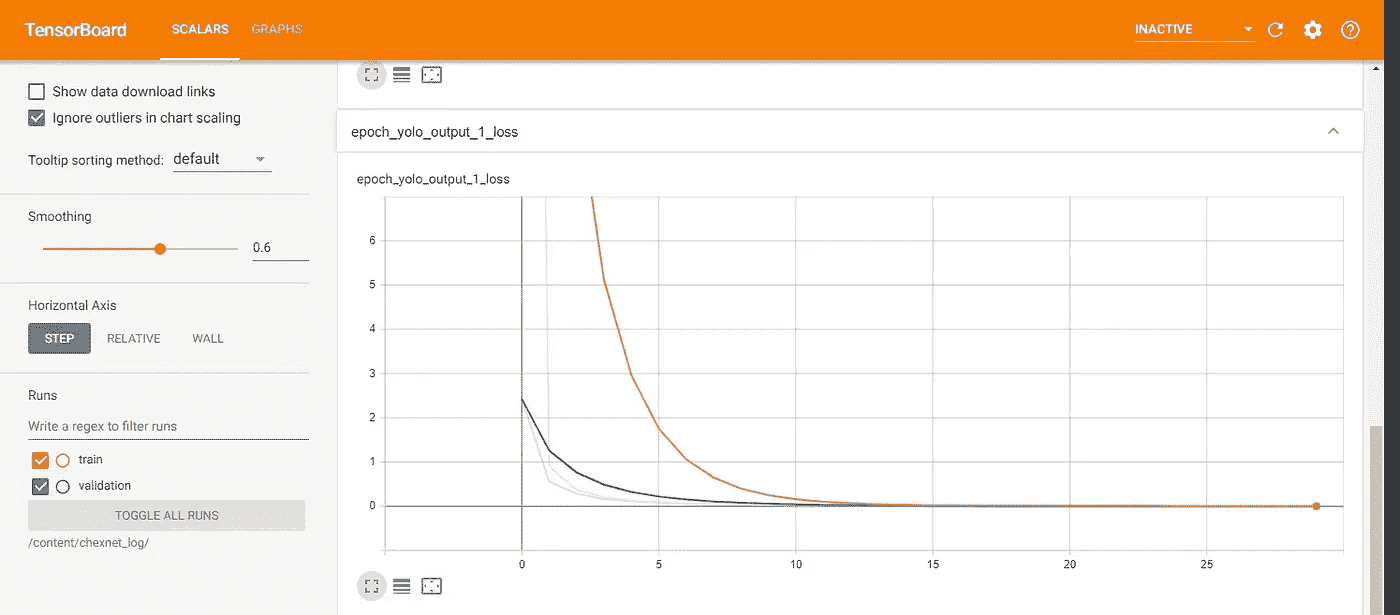 TensorBoard SCALARS GRAPHS INACTIVE
Show data download links
Ignore outliers in chart scaling
Tooltip sorting method: default
Smoothing
0.6
Horizontal Axis
STEP RELATIVE WALL
Runs
Write a regex to filter runs
train
validation
TOGGLE ALL RUNS
/content/chexnet_log/
epoch_yolo_output_1_loss
epoch_yolo_output_1_loss
6
5
4
3
2
1
0
0 5 10 15 20 25